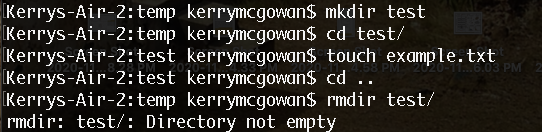 Kerrys-Air-2:temp kerrymcgowan$ mkdir test
Kerrys-Air-2:temp kerrymcgowan$ cd test/
Kerrys-Air-2:test kerrymcgowan$ touch example.txt
Kerrys-Air-2:test kerrymcgowan$ cd ..
Kerrys-Air-2:temp kerrymcgowan$ rmdir test/
rmdir: test/: Directory not empty